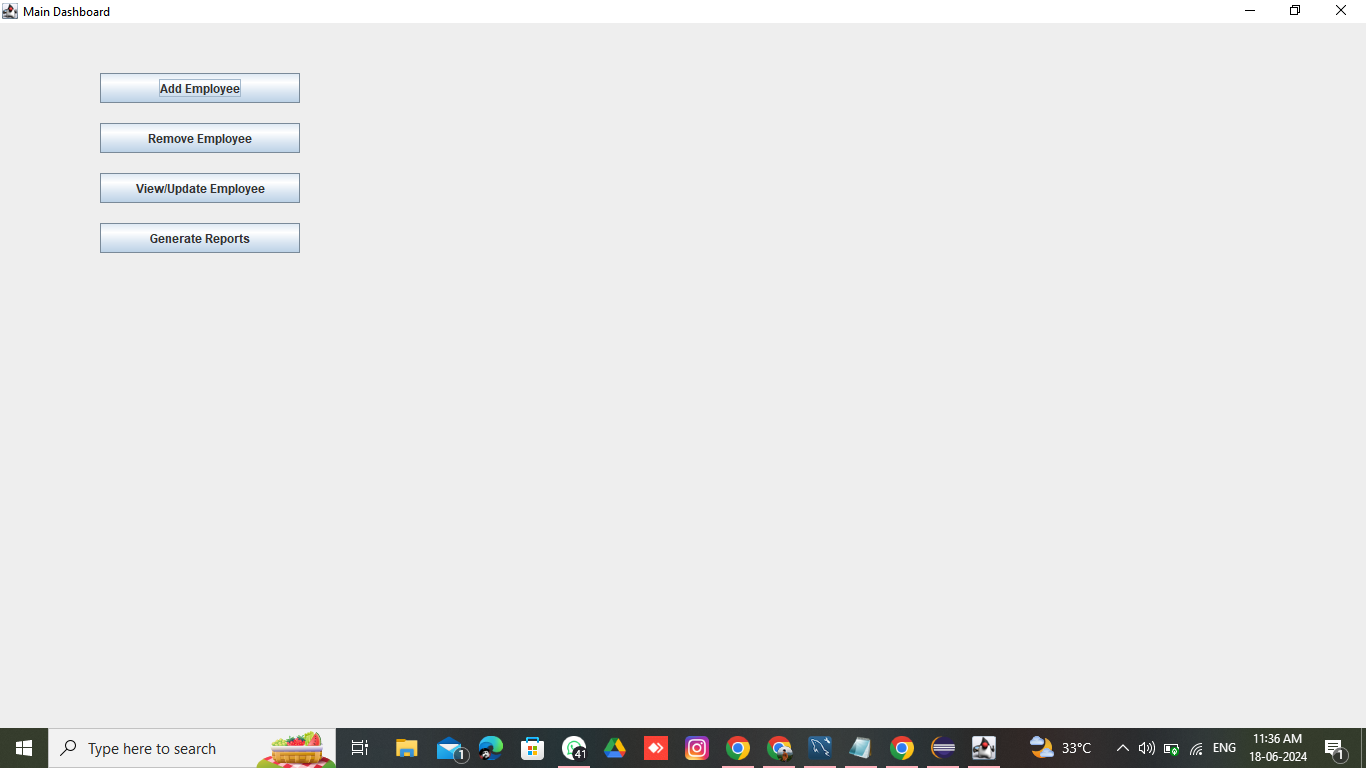 Main Dashboard
Add Employee
Remove Employee
View/Update Employee
Generate Reports
Type here to search
1
41
33°C
ENG
11:36 AM
18-06-2024
1